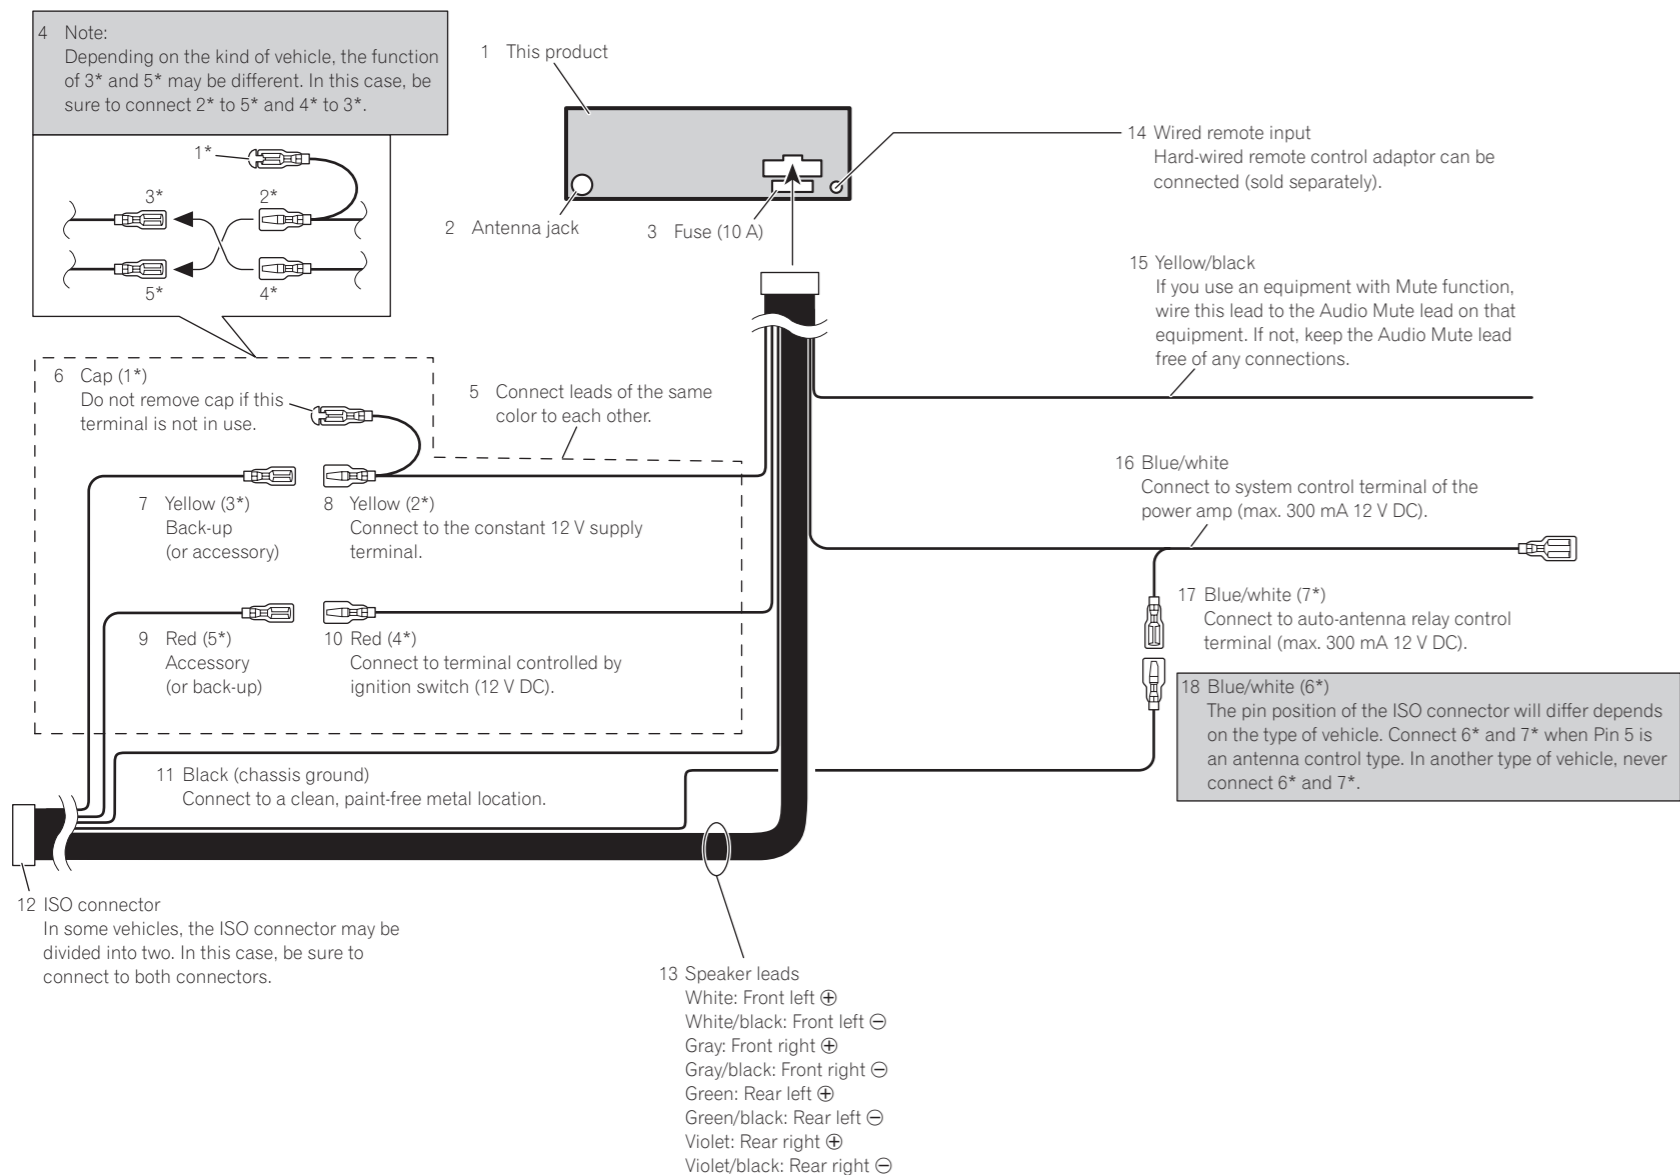 4 Note:
Depending on the kind of vehicle, the function
of 3* and 5* may be different. In this case, be
sure to connect 2* to 5* and 4* to 3*.
1*
3*
2*
5*
4*
1 This product
2 Antenna jack
3 Fuse (10 A)
14 Wired remote input
Hard-wired remote control adaptor can be
connected (sold separately).
15 Yellow/black
If you use an equipment with Mute function,
wire this lead to the Audio Mute lead on that
equipment. If not, keep the Audio Mute lead
free of any connections.
6 Cap (1*)
Do not remove cap if this
terminal is not in use.
5 Connect leads of the same
color to each other.
7 Yellow (3*)
Back-up
(or accessory)
8 Yellow (2*)
Connect to the constant 12 V supply
terminal.
9 Red (5*)
Accessory
(or back-up)
10 Red (4*)
Connect to terminal controlled by
ignition switch (12 V DC).
16 Blue/white
Connect to system control terminal of the
power amp (max. 300 mA 12 V DC).
17 Blue/white (7*)
Connect to auto-antenna relay control
terminal (max. 300 mA 12 V DC).
18 Blue/white (6*)
The pin position of the ISO connector will differ depends
on the type of vehicle. Connect 6* and 7* when Pin 5 is
an antenna control type. In another type of vehicle, never
connect 6* and 7*.
11 Black (chassis ground)
Connect to a clean, paint-free metal location.
12 ISO connector
In some vehicles, the ISO connector may be
divided into two. In this case, be sure to
connect to both connectors.
13 Speaker leads
White: Front left ⊕
White/black: Front left ⊖
Gray: Front right ⊕
Gray/black: Front right ⊖
Green: Rear left ⊕
Green/black: Rear left ⊖
Violet: Rear right ⊕
Violet/black: Rear right ⊖